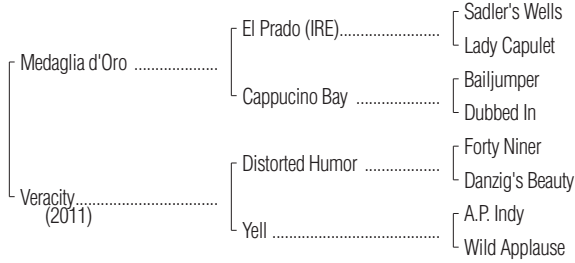 Sadler's Wells
El Prado (IRE)....................
Lady Capulet
Medaglia d'Oro .................
Bailjumper
Cappucino Bay .................
Dubbed In
Forty Niner
Distorted Humor ...............
Danzig's Beauty
Veracity.............................
(2011)
A.P. Indy
Yell ..................................
Wild Applause